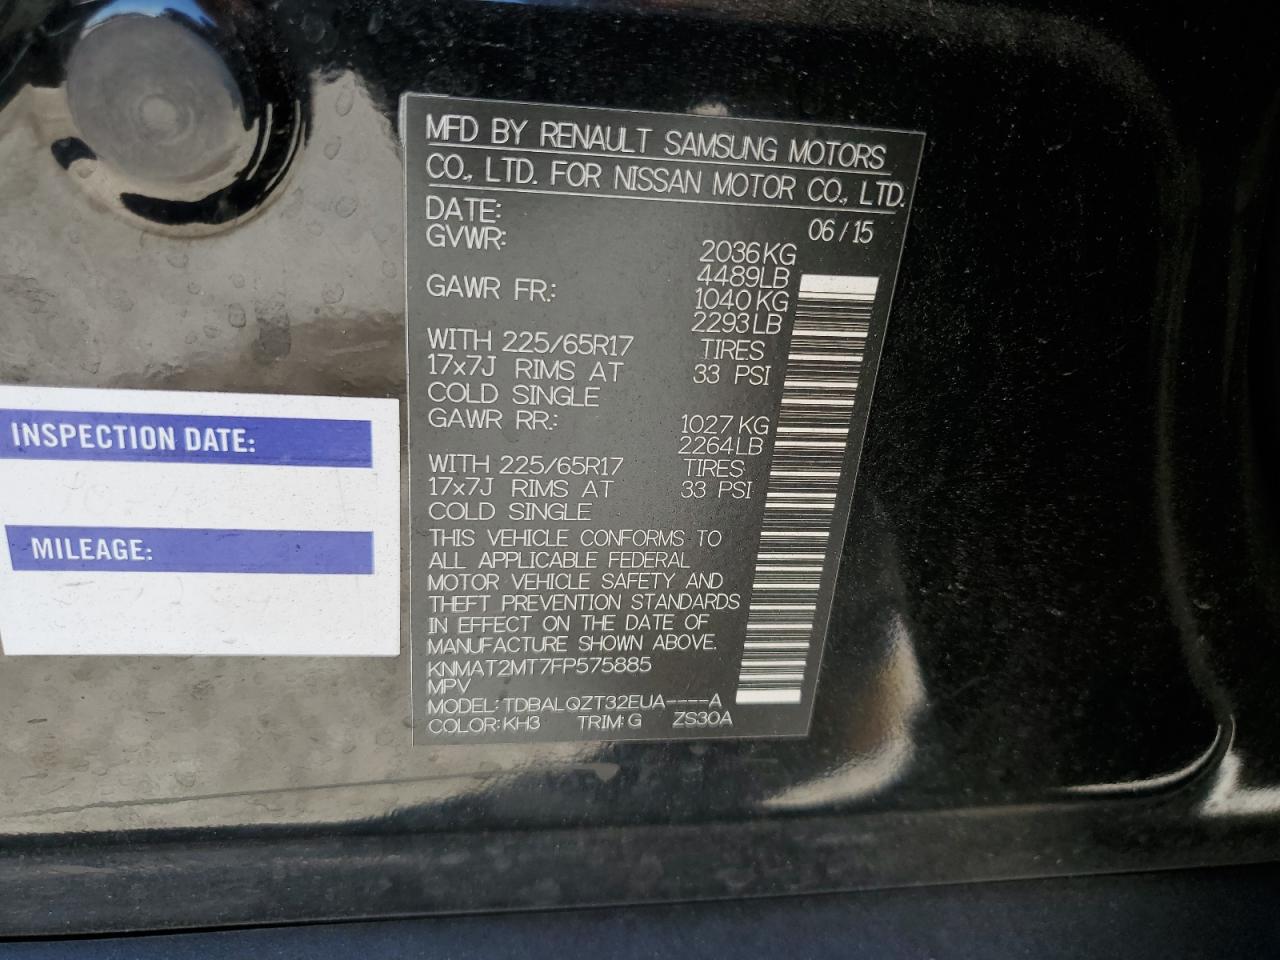 MFD BY RENAULT SAMSUNG MOTORS
CO., LTD. FOR NISSAN MOTOR CO., LTD.
DATE: 06/15
GVWR: 2036KG
4489LB
GAWR FR.: 1040KG
2293LB
WITH 225/65R17 TIRES
17x7J RIMS AT 33 PSI
COLD SINGLE
GAWR RR.: 1027KG
2264LB
WITH 225/65R17 TIRES
17x7J RIMS AT 33 PSI
COLD SINGLE
THIS VEHICLE CONFORMS TO
ALL APPLICABLE FEDERAL
MOTOR VEHICLE SAFETY AND
THEFT PREVENTION STANDARDS
IN EFFECT ON THE DATE OF
MANUFACTURE SHOWN ABOVE.
KNMAT2MT7FP575885
MPV
MODEL:TDBALQZT32EUA----A
COLOR:KH3 TRIM:G ZS30A
INSPECTION DATE:
MILEAGE: